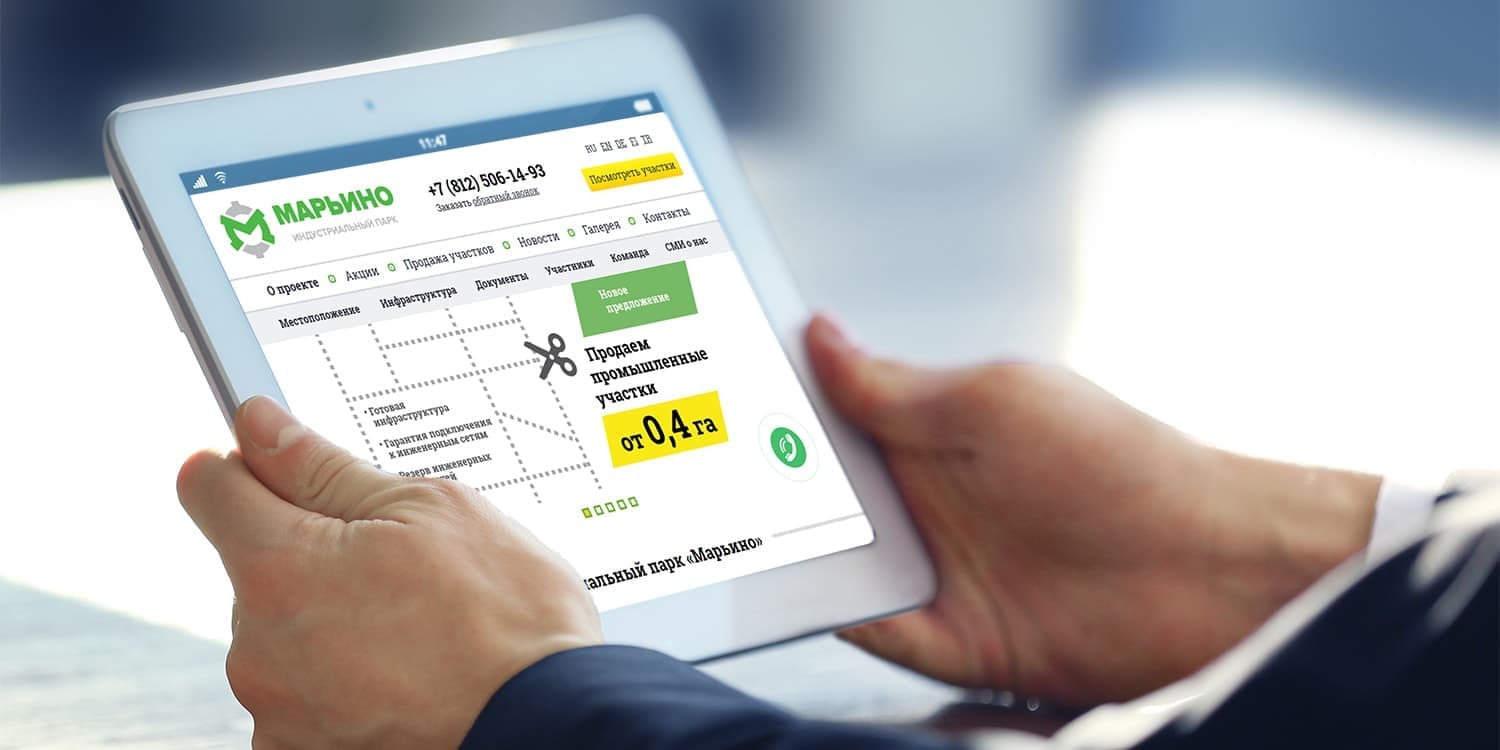 11:47
RU EN DE FI TR
МАРЬИНО
ИНДУСТРИАЛЬНЫЙ ПАРК
+7 (812) 506-14-93
Заказать обратный звонок
Посмотреть участки
О проекте Акции Продажа участков Новости Галерея Контакты
Местоположение Инфраструктура Документы Участники Команда СМИ о нас
Новое
предложение
Продаем
промышленные
участки
от 0,4 га
• Готовая
инфраструктура
• Гарантия подключения
к инженерным сетям
Резерв инженерных
альный парк «Марьино»